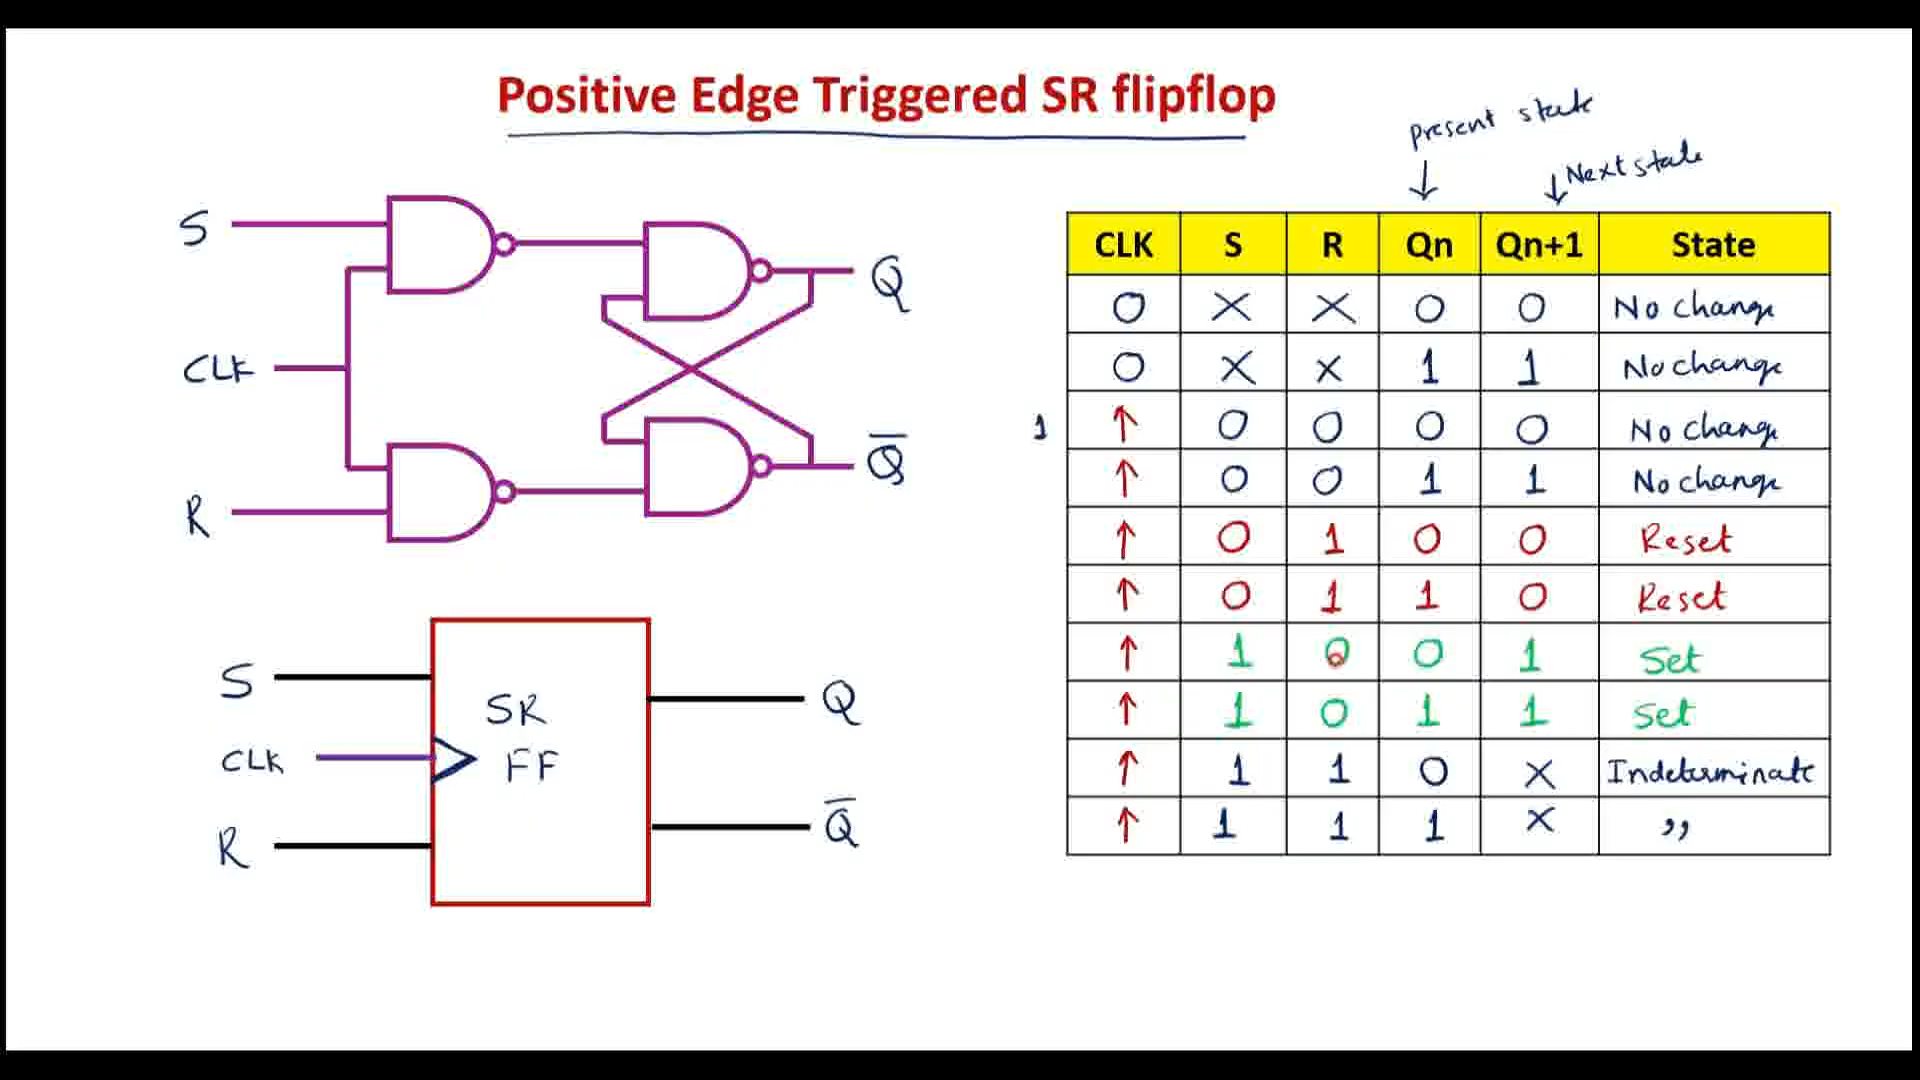 Positive Edge Triggered SR flipflop
present state
Next state
S
Q
CLK
Q̅
R
S
SR
FF
Q
CLK
R
Q̅
CLK S R Qn Qn+1 State
0 X X 0 0 No change
0 X X 1 1 No change
1 ↑ 0 0 0 0 No change
↑ 0 0 1 1 No change
↑ 0 1 0 0 Reset
↑ 0 1 1 0 Reset
↑ 1 0 0 1 Set
↑ 1 0 1 1 Set
↑ 1 1 0 X Indeterminate
↑ 1 1 1 X ,,